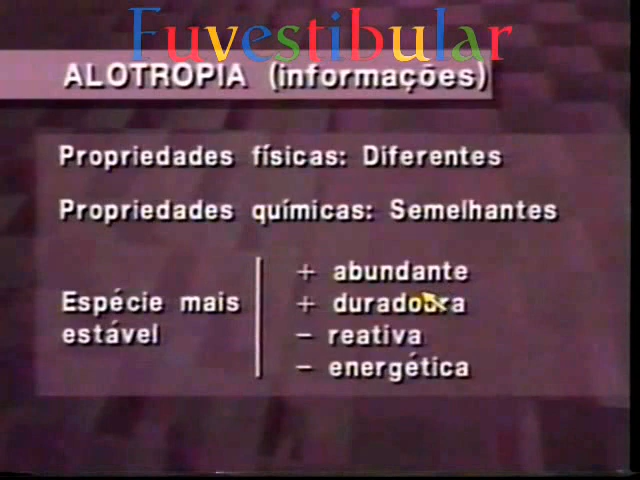 Fuvestibular
ALOTROPIA (informações)
Propriedades físicas: Diferentes
Propriedades químicas: Semelhantes
Espécie mais
estável
+ abundante
+ duradoura
− reativa
− energética